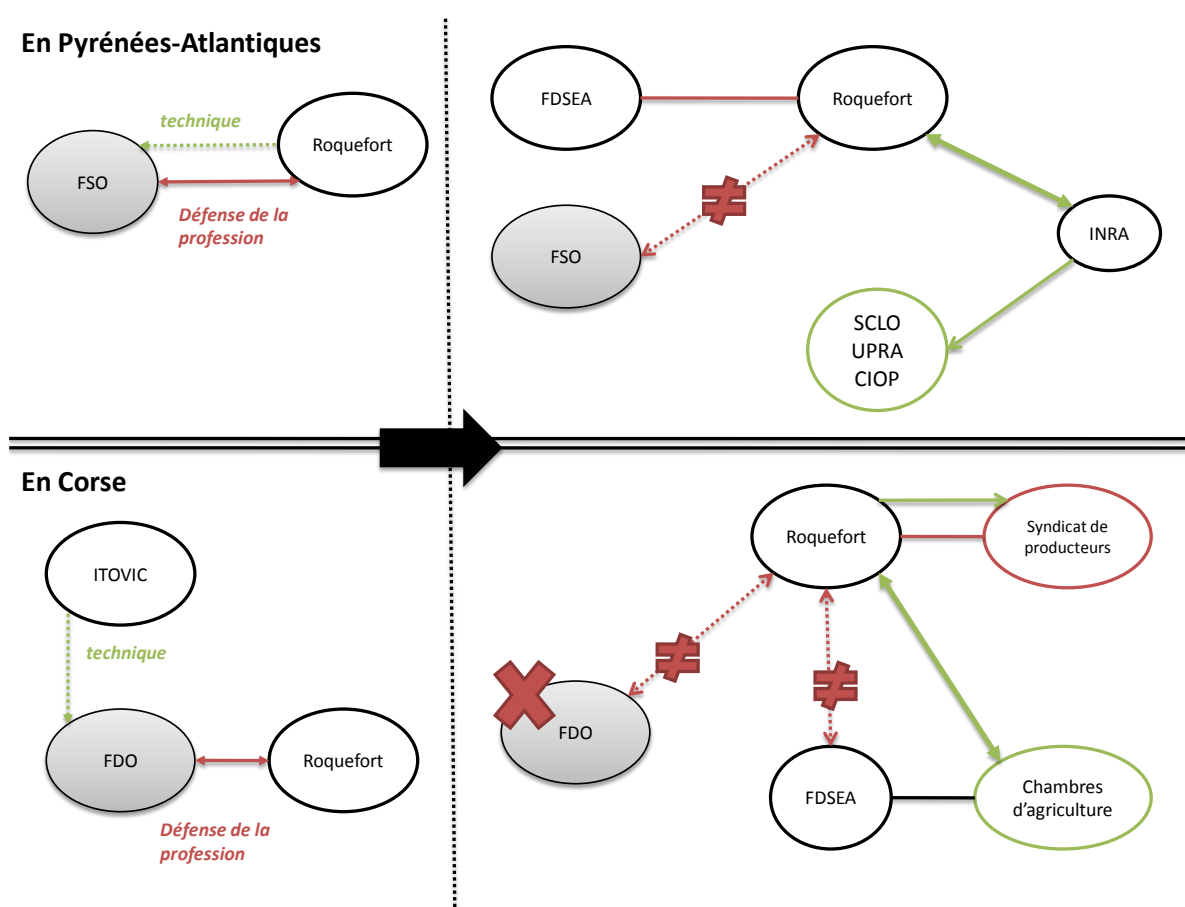 En Pyrénées-Atlantiques
technique
Roquefort
FSO
Défense de la
profession
FDSEA
Roquefort
≠
FSO
INRA
SCLO
UPRA
CIOP
En Corse
ITOVIC
technique
FDO
Roquefort
Défense de la
profession
Roquefort
Syndicat de
producteurs
≠
≠
FDO
FDSEA
Chambres
d’agriculture